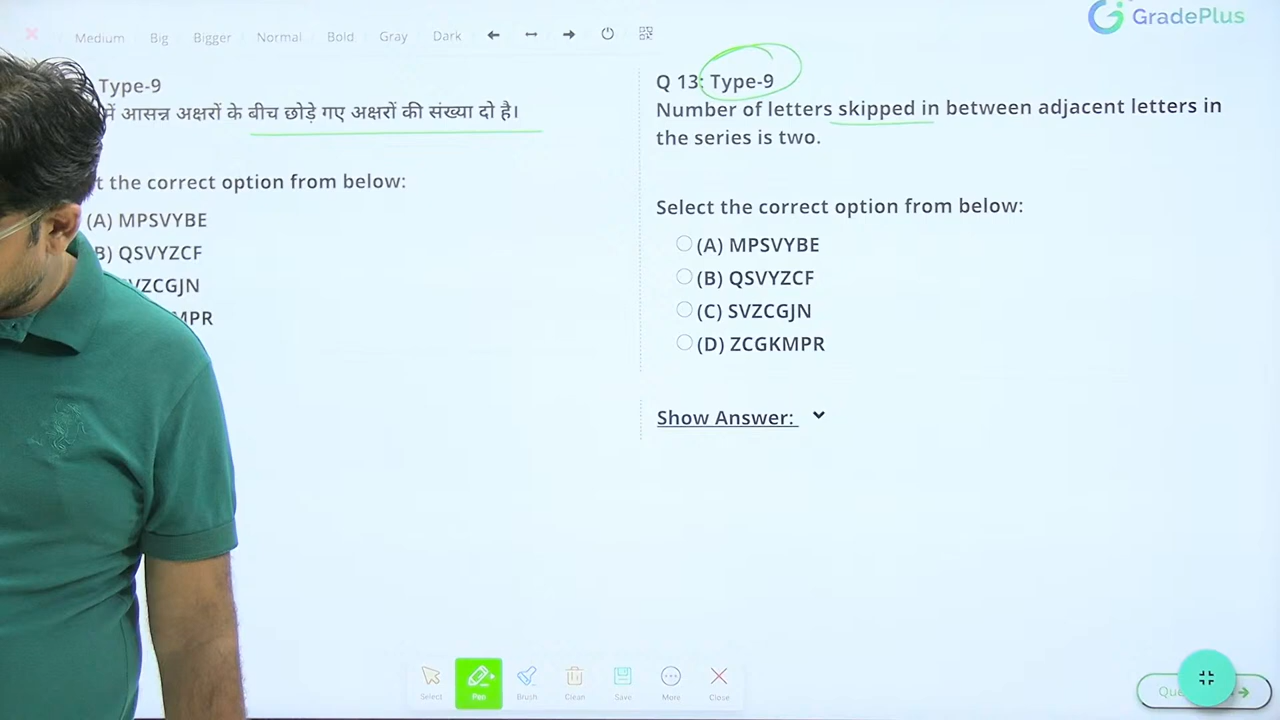 GradePlus
Medium Big Bigger Normal Bold Gray Dark
Type-9
में आसन्न अक्षरों के बीच छोड़े गए अक्षरों की संख्या दो है।
the correct option from below:
(A) MPSVYBE
B) QSVYZCF
VZCGJN
MPR
Q 13: Type-9
Number of letters skipped in between adjacent letters in
the series is two.
Select the correct option from below:
(A) MPSVYBE
(B) QSVYZCF
(C) SVZCGJN
(D) ZCGKMPR
Show Answer:
Select Pen Brush Clean Save More Close